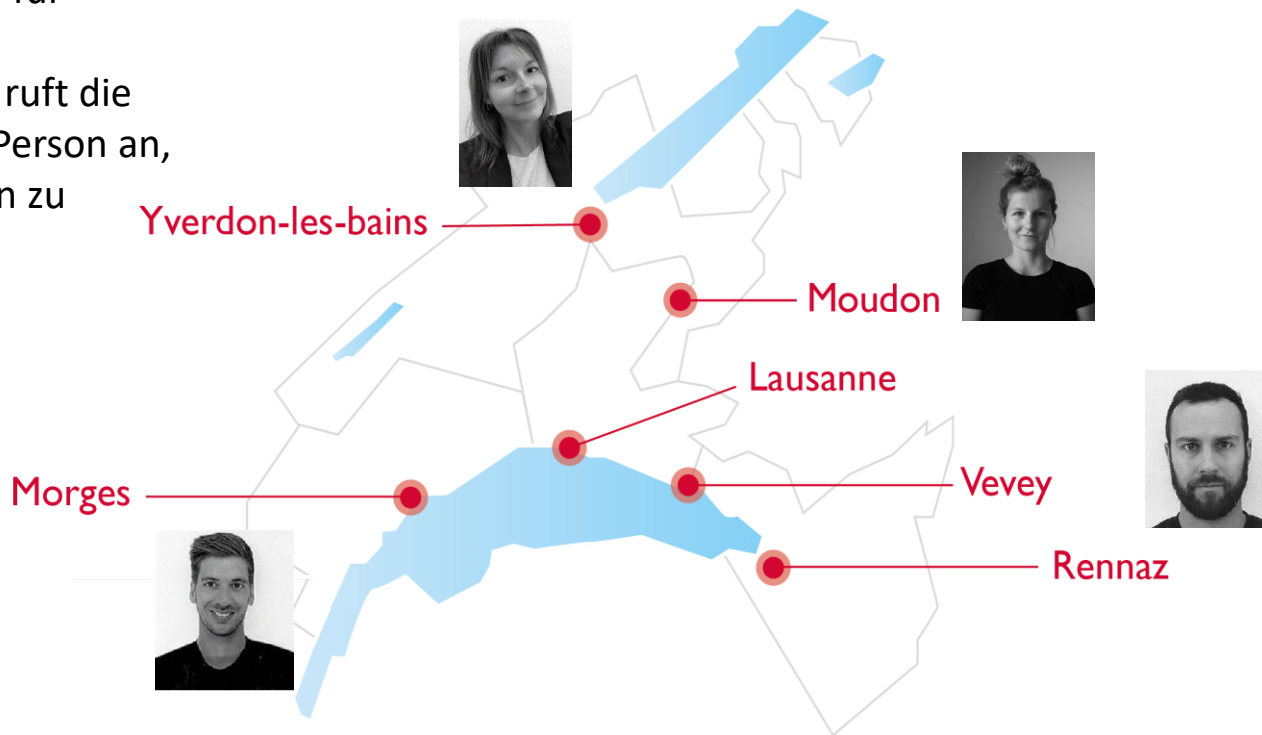 ruft die
Person an,
n zu
Yverdon-les-bains
Moudon
Lausanne
Morges
Vevey
Rennaz